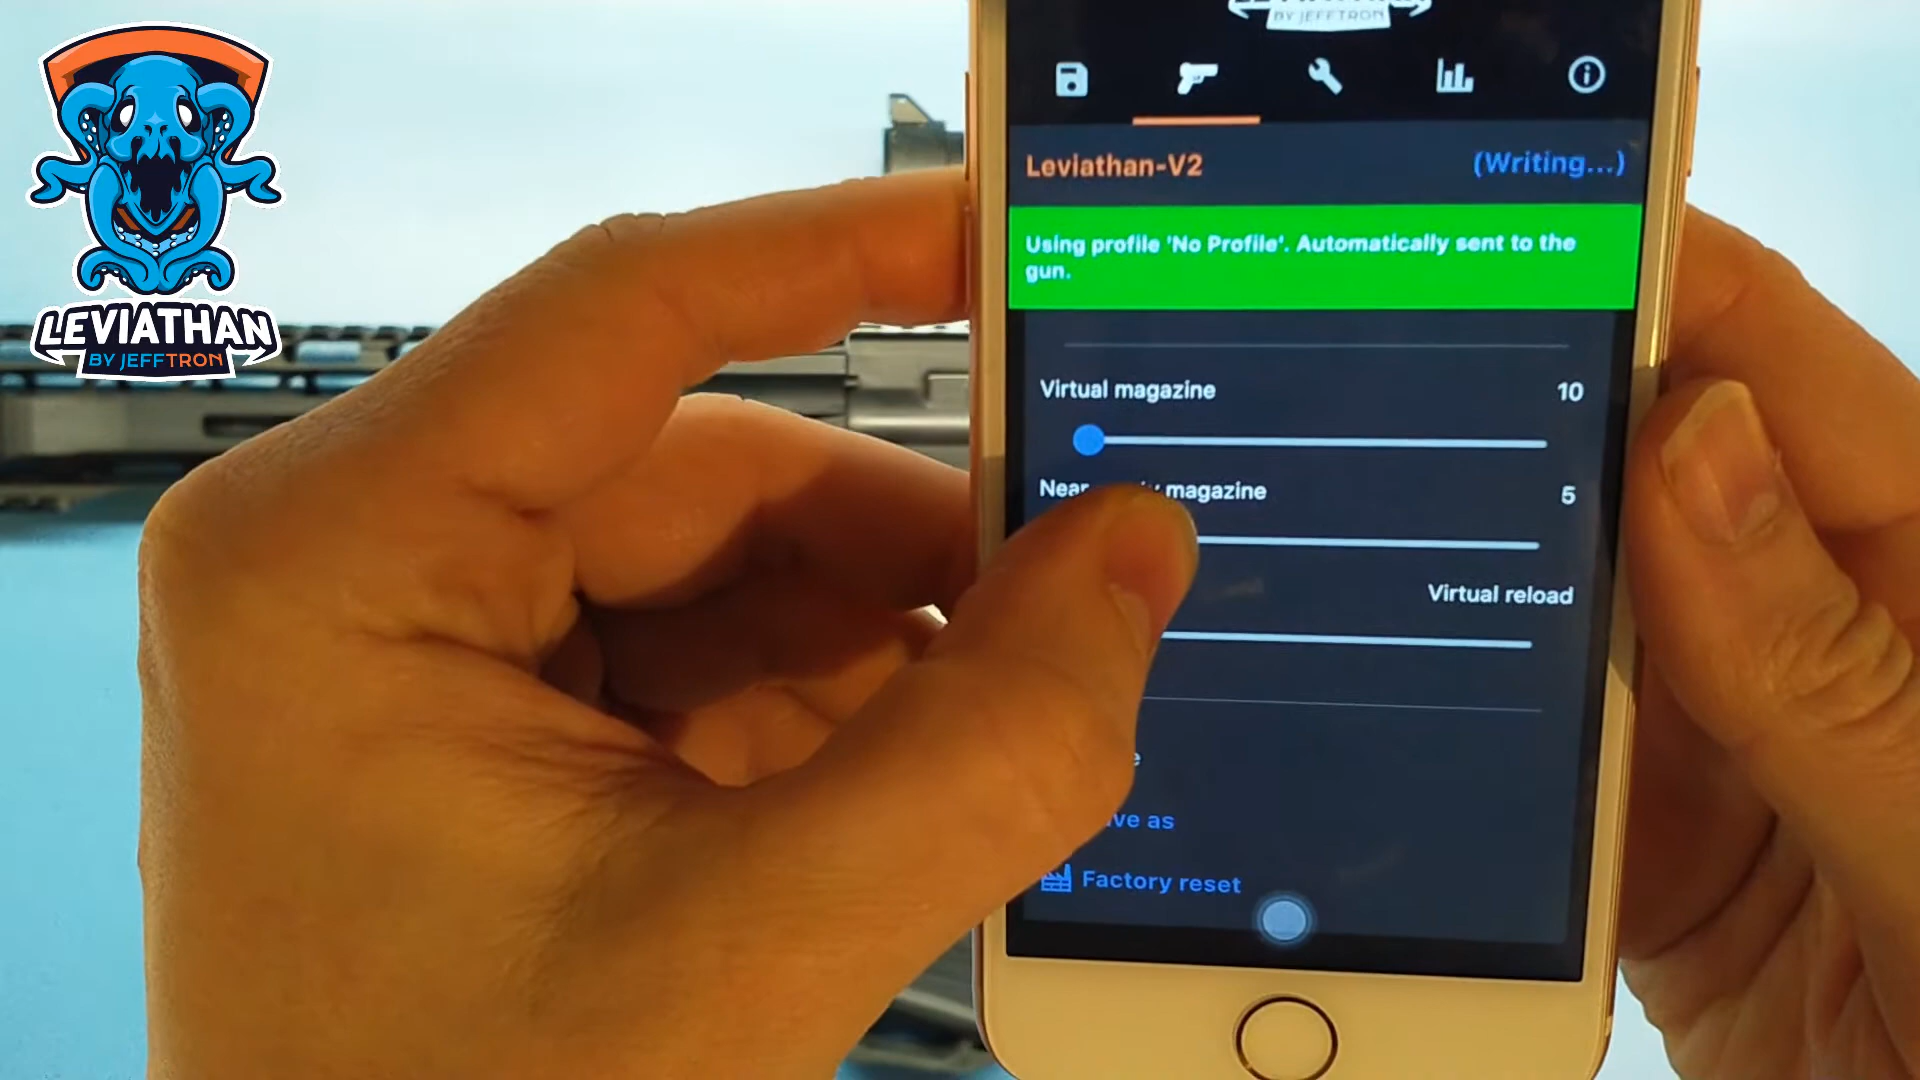 LEVIATHAN
BY JEFFTRON
BY JEFFTRON
Leviathan-V2 (Writing...)
Using profile 'No Profile'. Automatically sent to the
gun.
Virtual magazine 10
Near magazine 5
Virtual reload
as
Factory reset